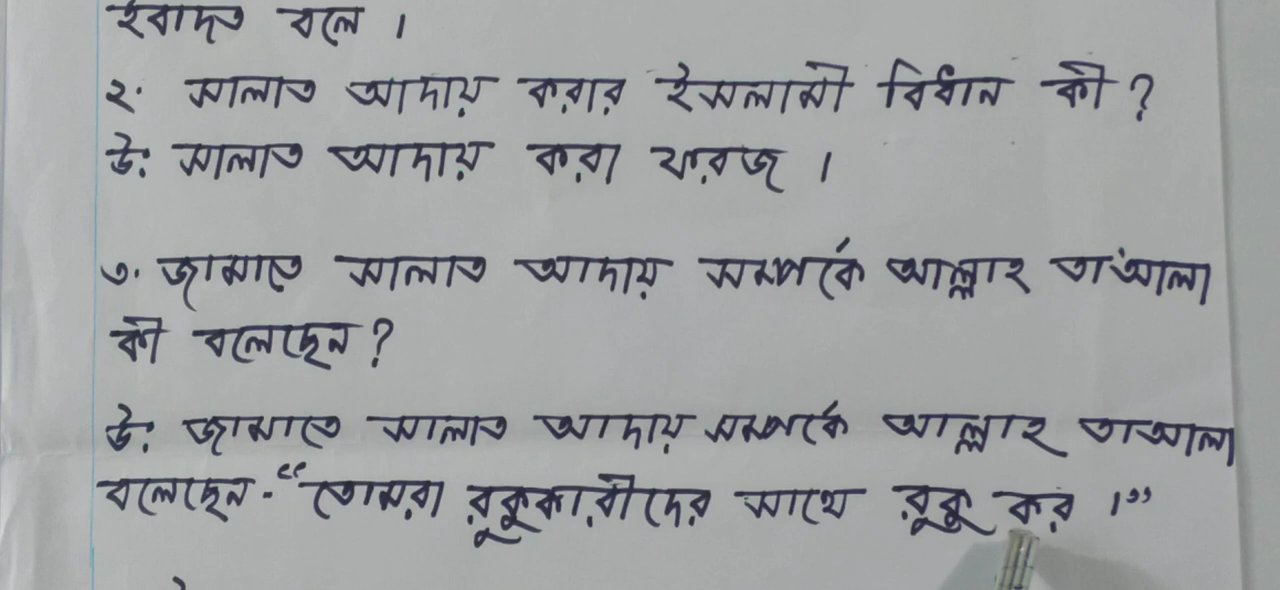 ইবাদত বলে ।
২. সালাত আদায় করার ইসলামী বিধান কী ?
উ: সালাত আদায় করা ফরজ ।
৩. জামাতে সালাত আদায় সম্পর্কে আল্লাহ তা'আলা
কী বলেছেন ?
উ: জামাতে সালাত আদায় সম্পর্কে আল্লাহ তাআলা
বলেছেন - “তোমরা রুকুকারীদের সাথে রুকু কর ।”